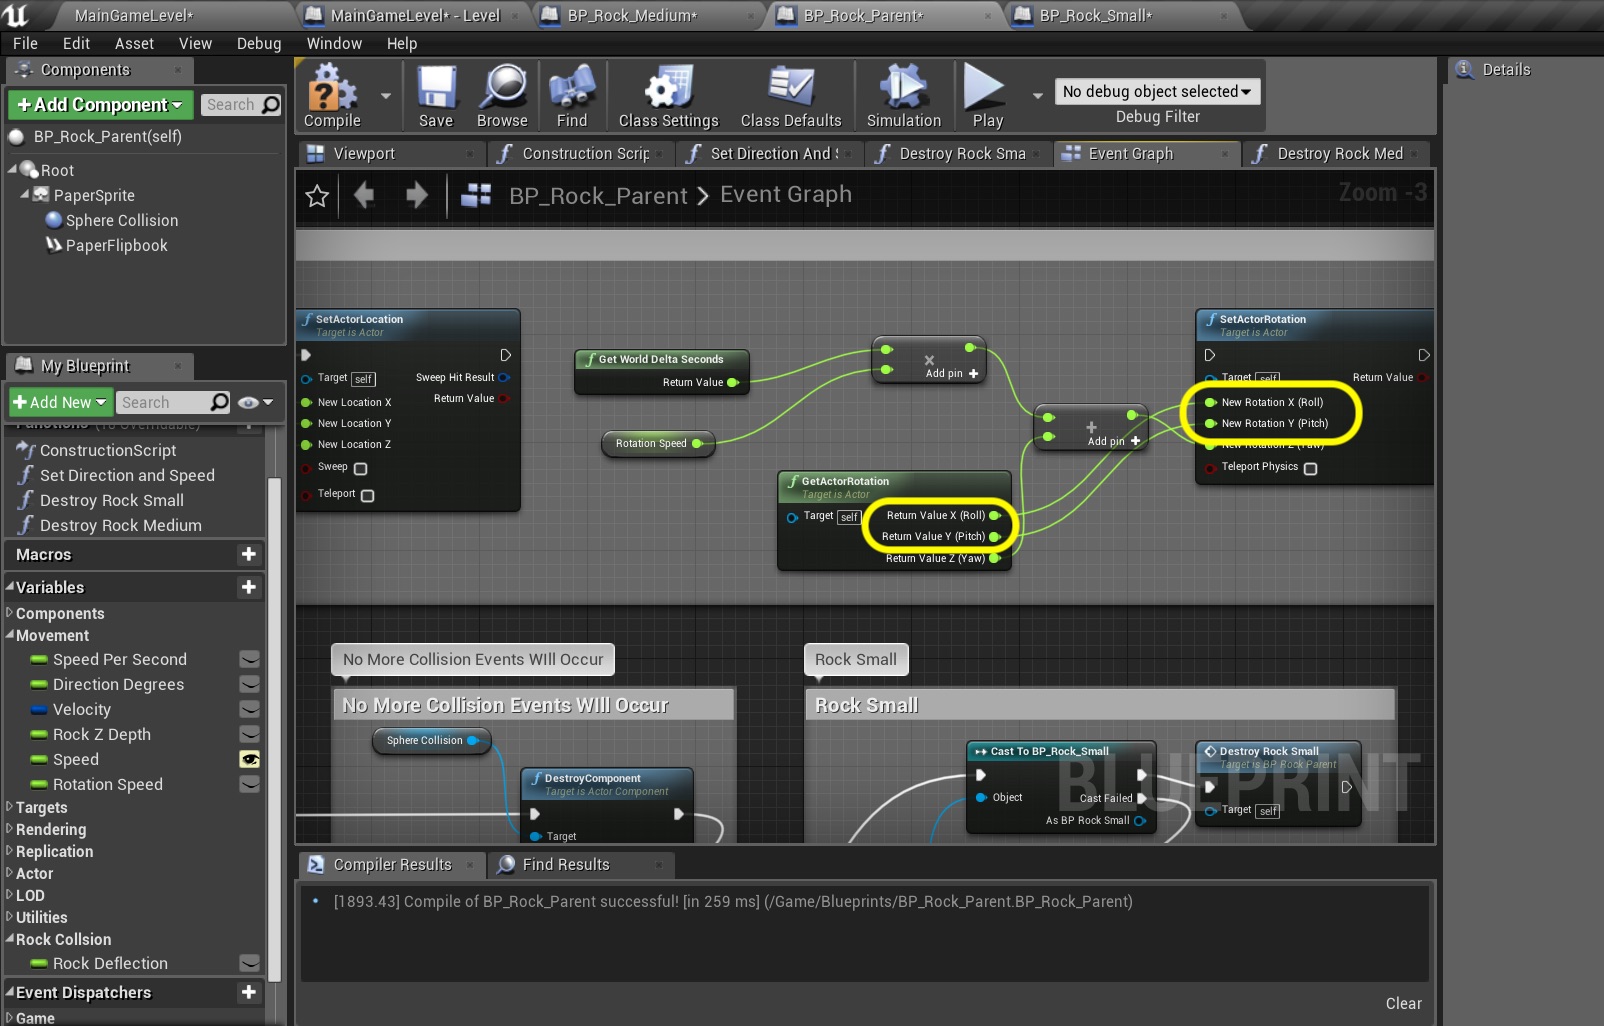 MainGameLevel*
MainGameLevel* - Level
BP_Rock_Medium*
BP_Rock_Parent*
BP_Rock_Small*
File
Edit
Asset
View
Debug
Window
Help
Components
Add Component
Search
BP_Rock_Parent(self)
Root
PaperSprite
Sphere Collision
PaperFlipbook
My Blueprint
Add New
Search
ConstructionScript
Set Direction and Speed
Destroy Rock Small
Destroy Rock Medium
Macros
Variables
Components
Movement
Speed Per Second
Direction Degrees
Velocity
Rock Z Depth
Speed
Rotation Speed
Targets
Rendering
Replication
Actor
LOD
Utilities
Rock Collsion
Rock Deflection
Event Dispatchers
Game
Compile
Save
Browse
Find
Class Settings
Class Defaults
Simulation
Play
No debug object selected
Debug Filter
Details
Viewport
Construction Scrip
Set Direction And
Destroy Rock Sma
Event Graph
Destroy Rock Med
BP_Rock_Parent > Event Graph
Zoom -3
SetActorLocation
Target is Actor
Target self
Sweep Hit Result
New Location X
Return Value
New Location Y
New Location Z
Sweep
Teleport
Get World Delta Seconds
Return Value
Rotation Speed
Add pin +
GetActorRotation
Target is Actor
Target self
Return Value X (Roll)
Return Value Y (Pitch)
Return Value Z (Yaw)
+
Add pin +
SetActorRotation
Target is Actor
Target self
Return Value
New Rotation X (Roll)
New Rotation Y (Pitch)
New Rotation Z (Yaw)
Teleport Physics
No More Collision Events WIll Occur
No More Collision Events WIll Occur
Sphere Collision
DestroyComponent
Target is Actor Component
Target
Rock Small
Rock Small
Cast To BP_Rock_Small
Object
Cast Failed
As BP Rock Small
Destroy Rock Small
Target is BP Rock Parent
Target self
BLUEPRINT
Compiler Results
Find Results
[1893.43] Compile of BP_Rock_Parent successful! [in 259 ms] (/Game/Blueprints/BP_Rock_Parent.BP_Rock_Parent)
Clear